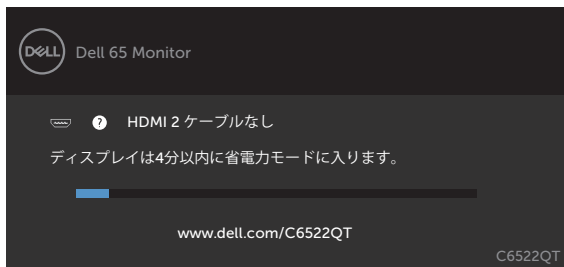 DELL
Dell 65 Monitor
? HDMI 2 ケーブルなし
ディスプレイは4分以内に省電力モードに入ります。
www.dell.com/C6522QT
C6522QT